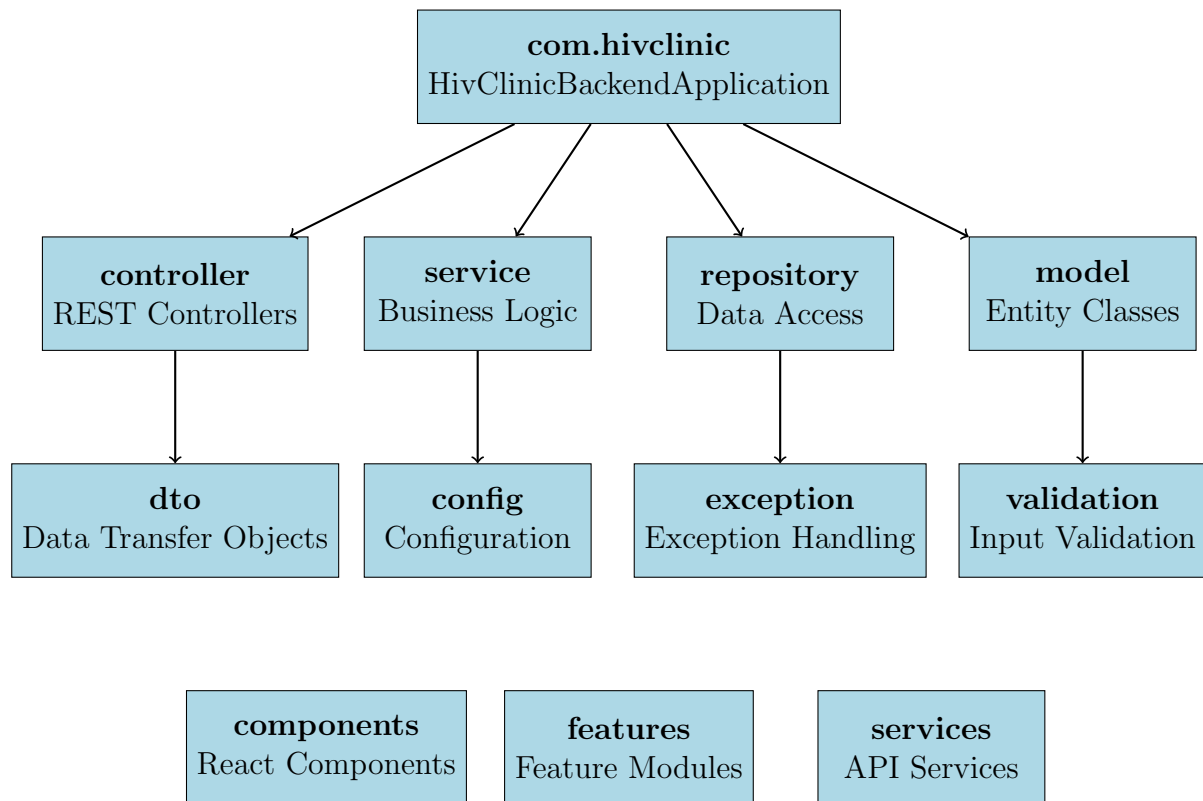 com.hivclinic
HivClinicBackendApplication
controller
REST Controllers
service
Business Logic
repository
Data Access
model
Entity Classes
dto
Data Transfer Objects
config
Configuration
exception
Exception Handling
validation
Input Validation
components
React Components
features
Feature Modules
services
API Services